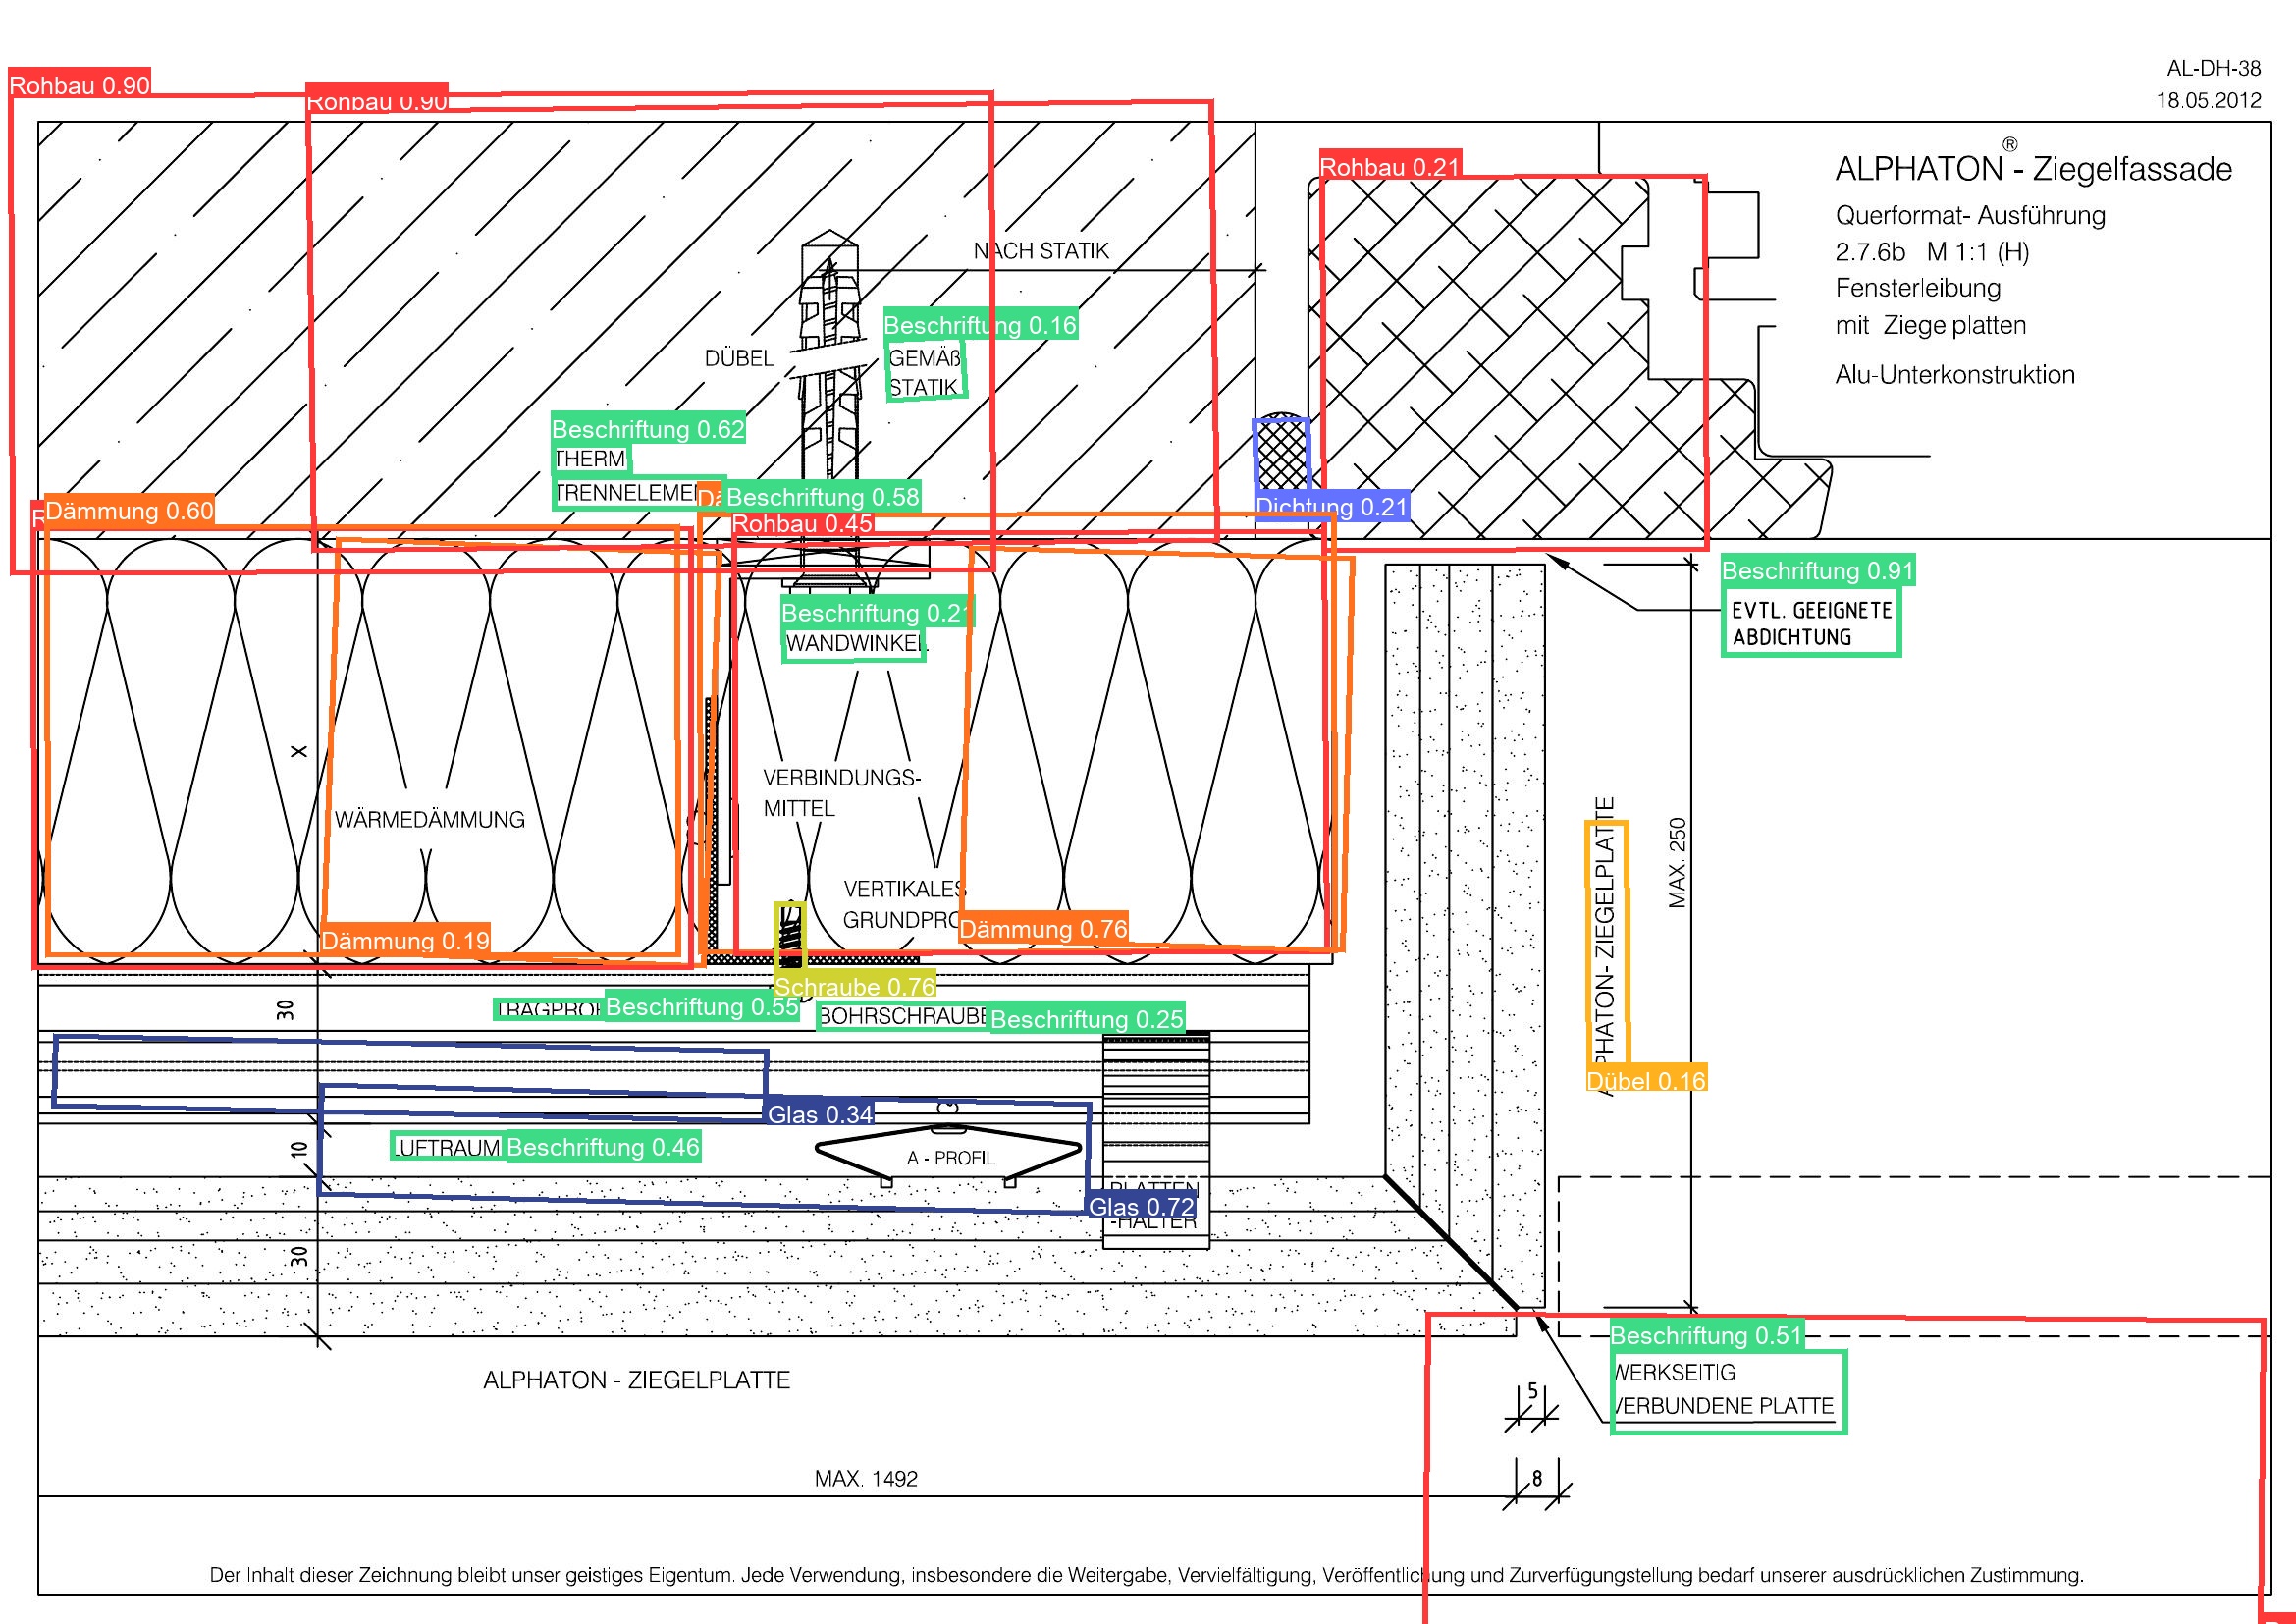 AL-DH-38
18.05.2012
Rohbau 0.90
Rohbau 0.90
Rohbau 0.21
ALPHATON® - Ziegelfassade
Querformat- Ausführung
2.7.6b M 1:1 (H)
Fensterleibung
mit Ziegelplatten
Alu-Unterkonstruktion
NACH STATIK
Beschriftung 0.16
DÜBEL
GEMÄß
STATIK
Beschriftung 0.62
THERM
TRENNELEMEN
Beschriftung 0.58
Dämmung 0.60
Rohbau 0.45
Dichtung 0.21
Beschriftung 0.91
EVTL. GEEIGNETE
ABDICHTUNG
Beschriftung 0.21
WANDWINKEL
X
VERBINDUNGS-
MITTEL
WÄRMEDÄMMUNG
VERTIKALES
GRUNDPRO
Dämmung 0.19
Dämmung 0.76
ALPHATON- ZIEGELPLATTE
MAX. 250
Schraube 0.76
30
TRAGPROF
Beschriftung 0.55
BOHRSCHRAUBE
Beschriftung 0.25
Dübel 0.16
Glas 0.34
10
LUFTRAUM
Beschriftung 0.46
A - PROFIL
PLATTEN
Glas 0.72
-HALTER
30
Beschriftung 0.51
WERKSEITIG
VERBUNDENE PLATTE
ALPHATON - ZIEGELPLATTE
5
MAX. 1492
8
Der Inhalt dieser Zeichnung bleibt unser geistiges Eigentum. Jede Verwendung, insbesondere die Weitergabe, Vervielfältigung, Veröffentlichung und Zurverfügungstellung bedarf unserer ausdrücklichen Zustimmung.